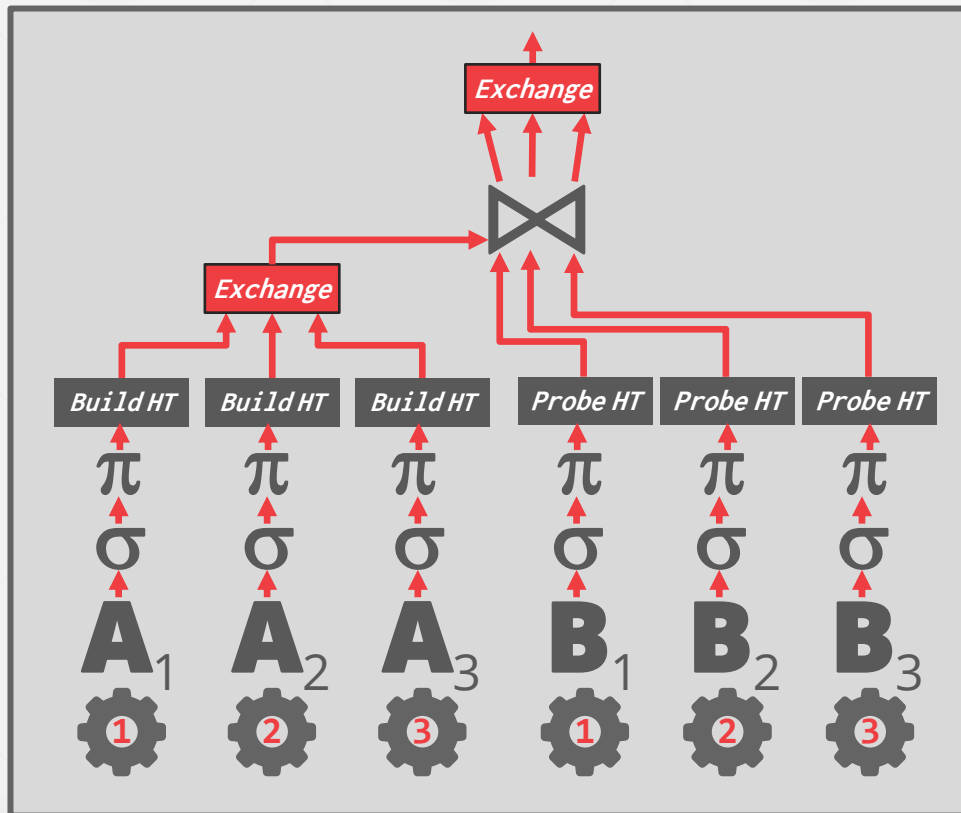 Exchange
Exchange
Build HT Build HT Build HT Probe HT Probe HT Probe HT
π π π π π π
σ σ σ σ σ σ
A1 A2 A3 B1 B2 B3
1 2 3 1 2 3